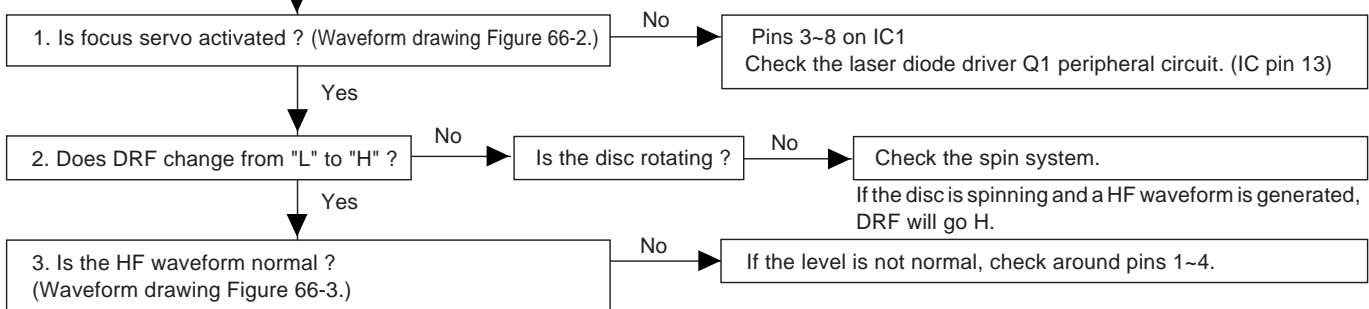 1. Is focus servo activated ? (Waveform drawing Figure 66-2.)
No
Pins 3~8 on IC1
Check the laser diode driver Q1 peripheral circuit. (IC pin 13)
Yes
2. Does DRF change from "L" to "H" ?
No
Is the disc rotating ?
No
Check the spin system.
If the disc is spinning and a HF waveform is generated,
DRF will go H.
Yes
3. Is the HF waveform normal ?
(Waveform drawing Figure 66-3.)
No
If the level is not normal, check around pins 1~4.